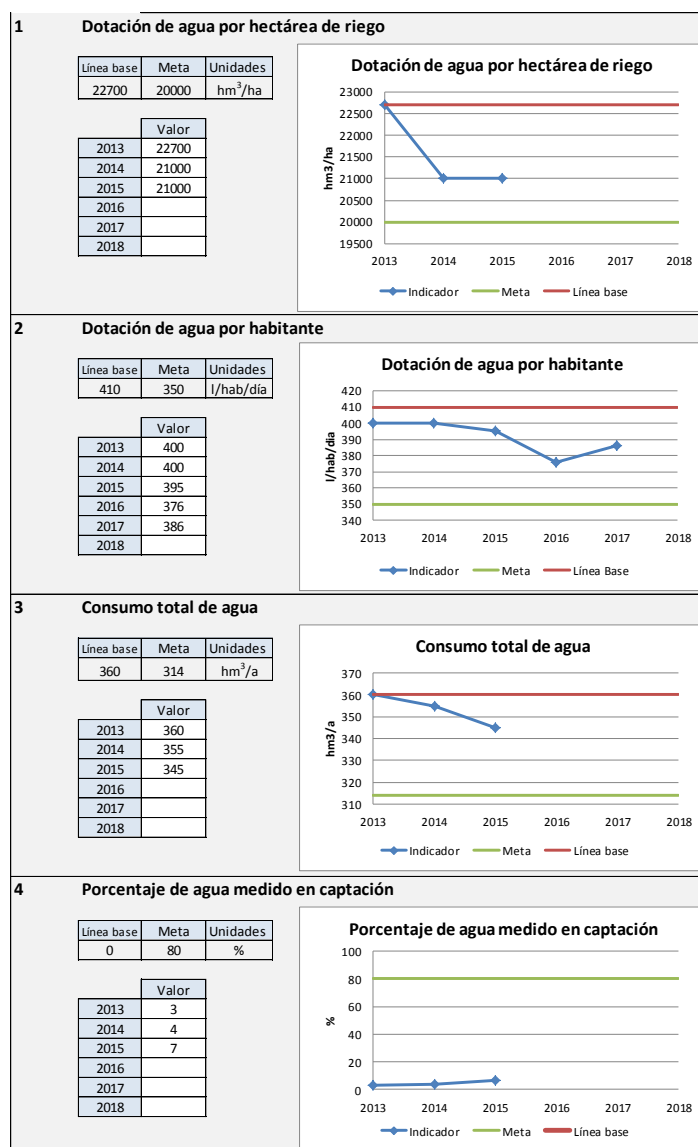 1 Dotación de agua por hectárea de riego
Línea base Meta Unidades
22700 20000 hm³/ha
Valor
2013 22700
2014 21000
2015 21000
2016
2017
2018
Dotación de agua por hectárea de riego
hm3/ha
23000
22500
22000
21500
21000
20500
20000
19500
2013 2014 2015 2016 2017 2018
Indicador Meta Línea base
2 Dotación de agua por habitante
Línea base Meta Unidades
410 350 l/hab/día
Valor
2013 400
2014 400
2015 395
2016 376
2017 386
2018
Dotación de agua por habitante
l/hab/dia
420
410
400
390
380
370
360
350
340
2013 2014 2015 2016 2017 2018
Indicador Meta Línea Base
3 Consumo total de agua
Línea base Meta Unidades
360 314 hm³/a
Valor
2013 360
2014 355
2015 345
2016
2017
2018
Consumo total de agua
hm3/a
370
360
350
340
330
320
310
2013 2014 2015 2016 2017 2018
Indicador Meta Línea base
4 Porcentaje de agua medido en captación
Línea base Meta Unidades
0 80 %
Valor
2013 3
2014 4
2015 7
2016
2017
2018
Porcentaje de agua medido en captación
%
100
80
60
40
20
0
2013 2014 2015 2016 2017 2018
Indicador Meta Línea base